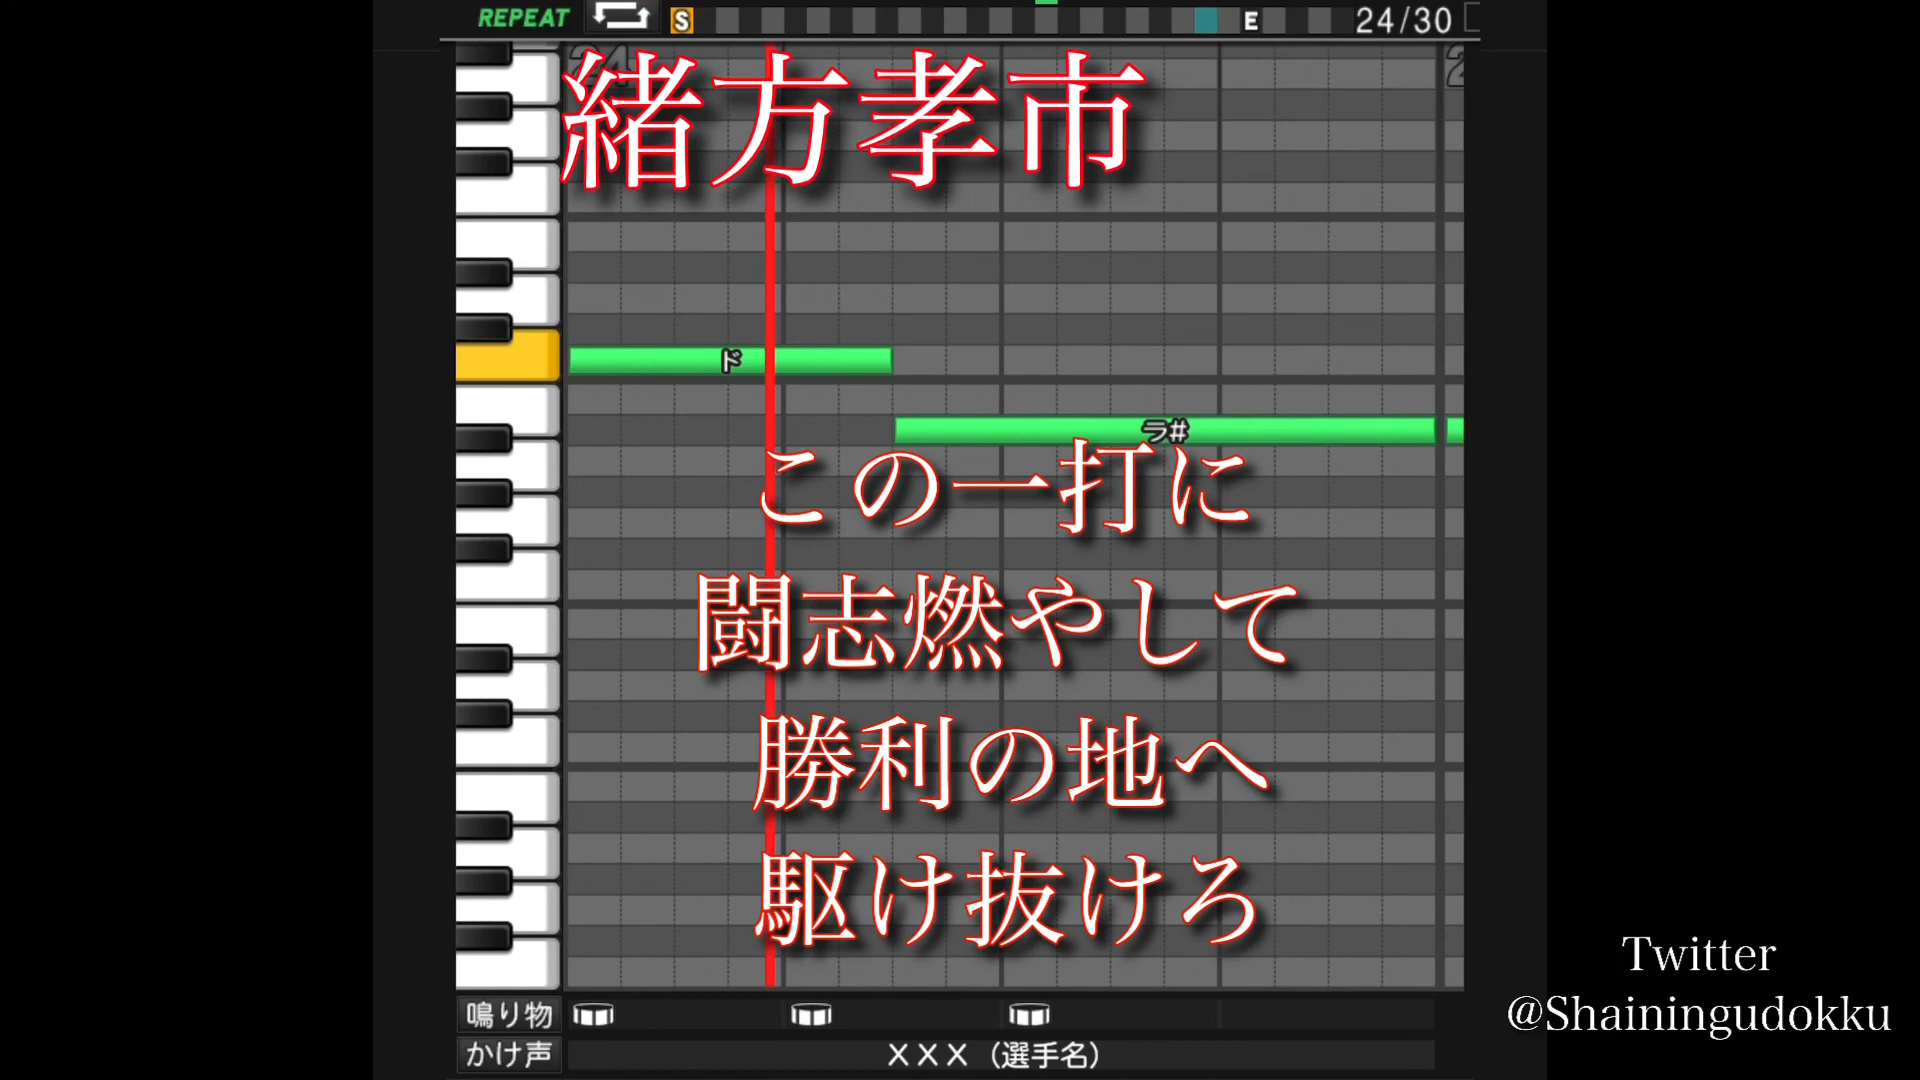 REPEAT S E 24/30
24
緒方孝市
ド
ラ#
この一打に
闘志燃やして
勝利の地へ
駆け抜けろ
Twitter
@Shainingudokku
鳴り物
かけ声 XXX（選手名）